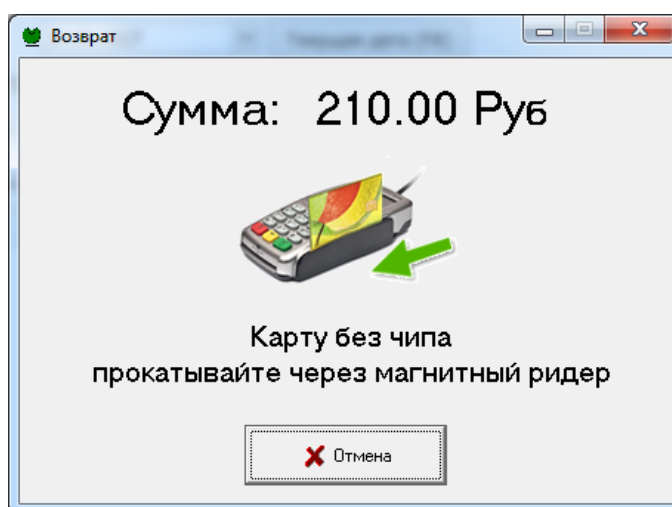 Возврат
Сумма: 210.00 Руб
Карту без чипа
прокатывайте через магнитный ридер
Отмена